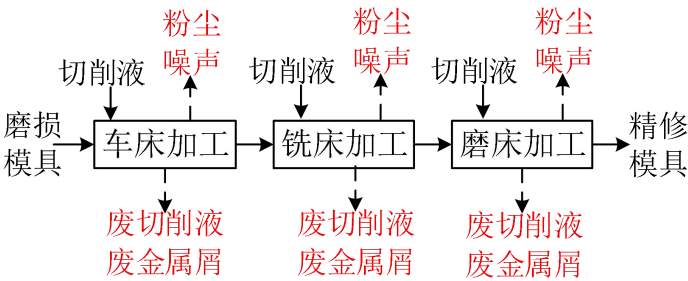 粉尘
噪声
粉尘
噪声
粉尘
噪声
切削液
切削液
切削液
磨损
模具
车床加工
铣床加工
磨床加工
精修
模具
废切削液
废金属屑
废切削液
废金属屑
废切削液
废金属屑